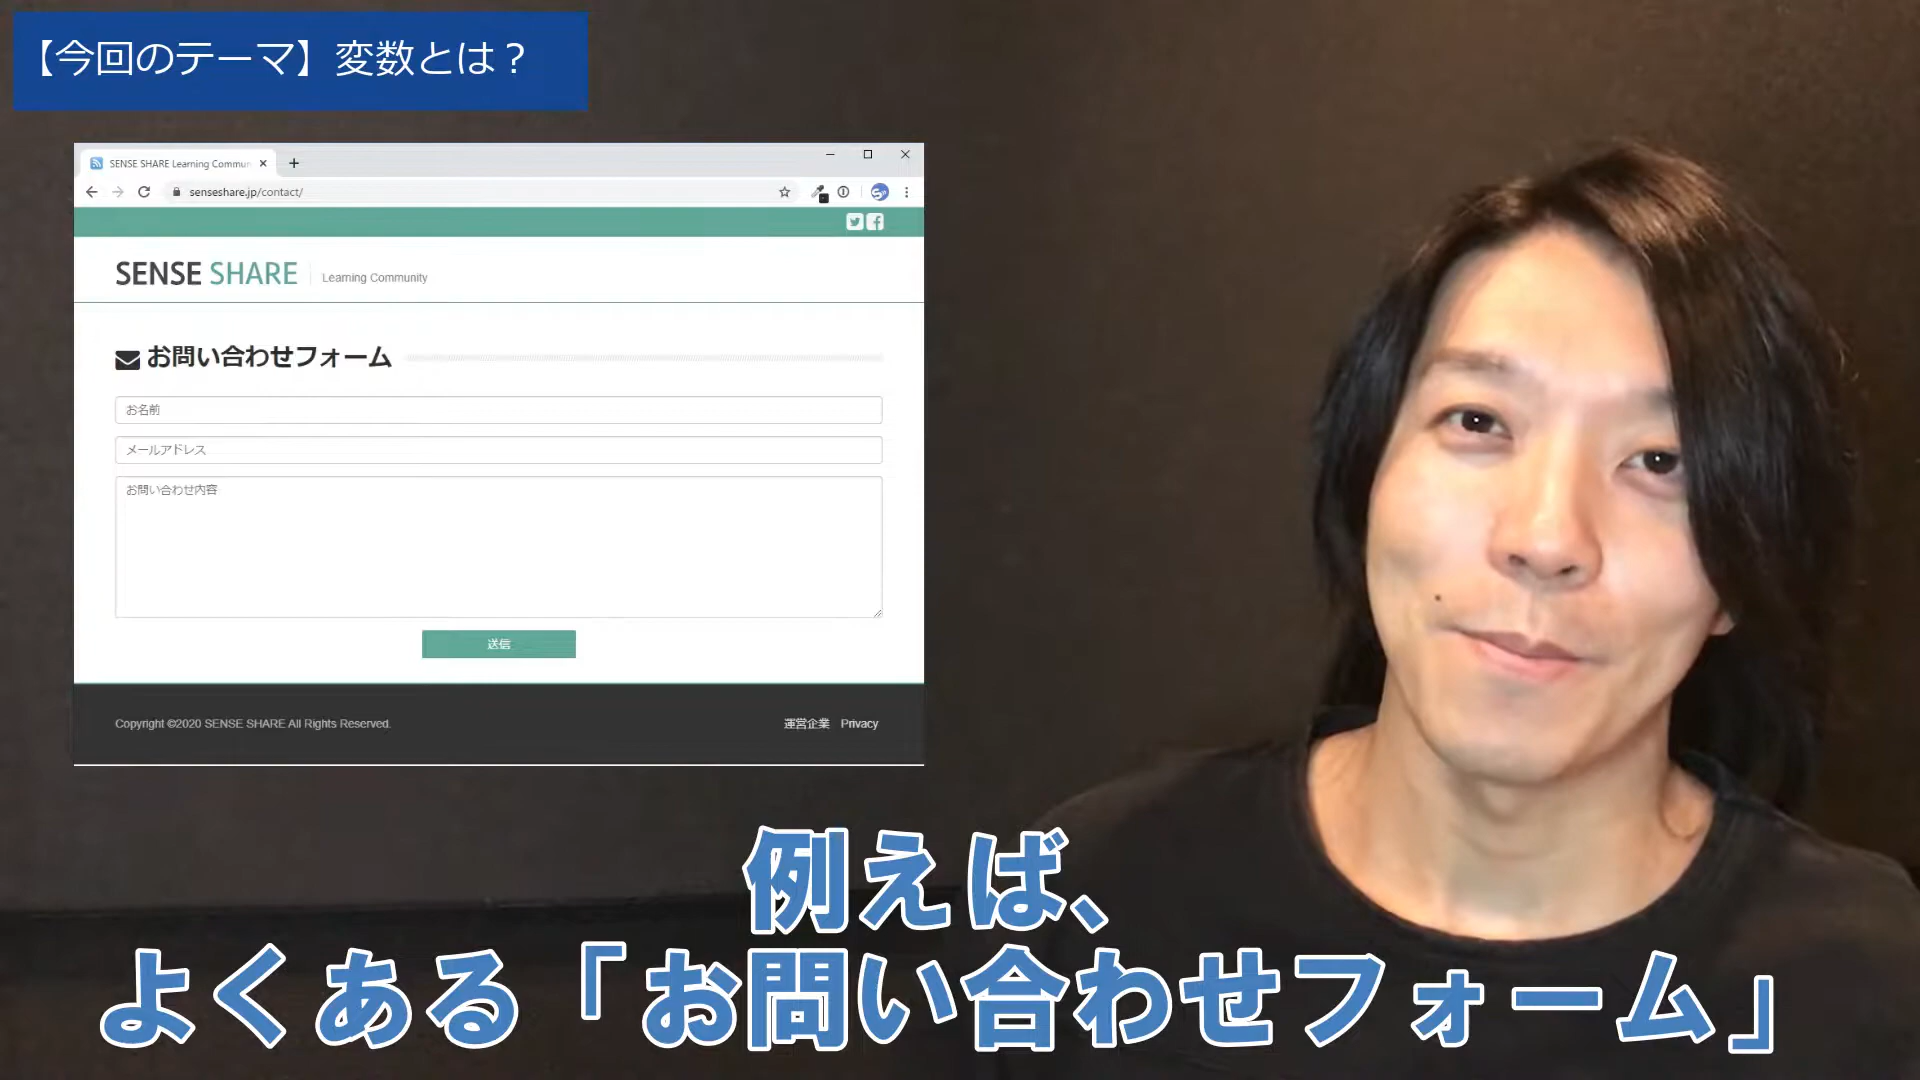 【今回のテーマ】変数とは？
SENSE SHARE Learning Commun
senseshare.jp/contact/
SENSE SHARE Learning Community
お問い合わせフォーム
お名前
メールアドレス
お問い合わせ内容
送信
Copyright ©2020 SENSE SHARE All Rights Reserved.
運営企業 Privacy
例えば、
よくある「お問い合わせフォーム」